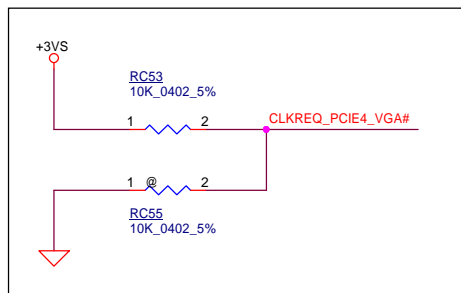 +3VS
RC53
10K_0402_5%
1 2
CLKREQ_PCIE4_VGA#
1 @ 2
RC55
10K_0402_5%